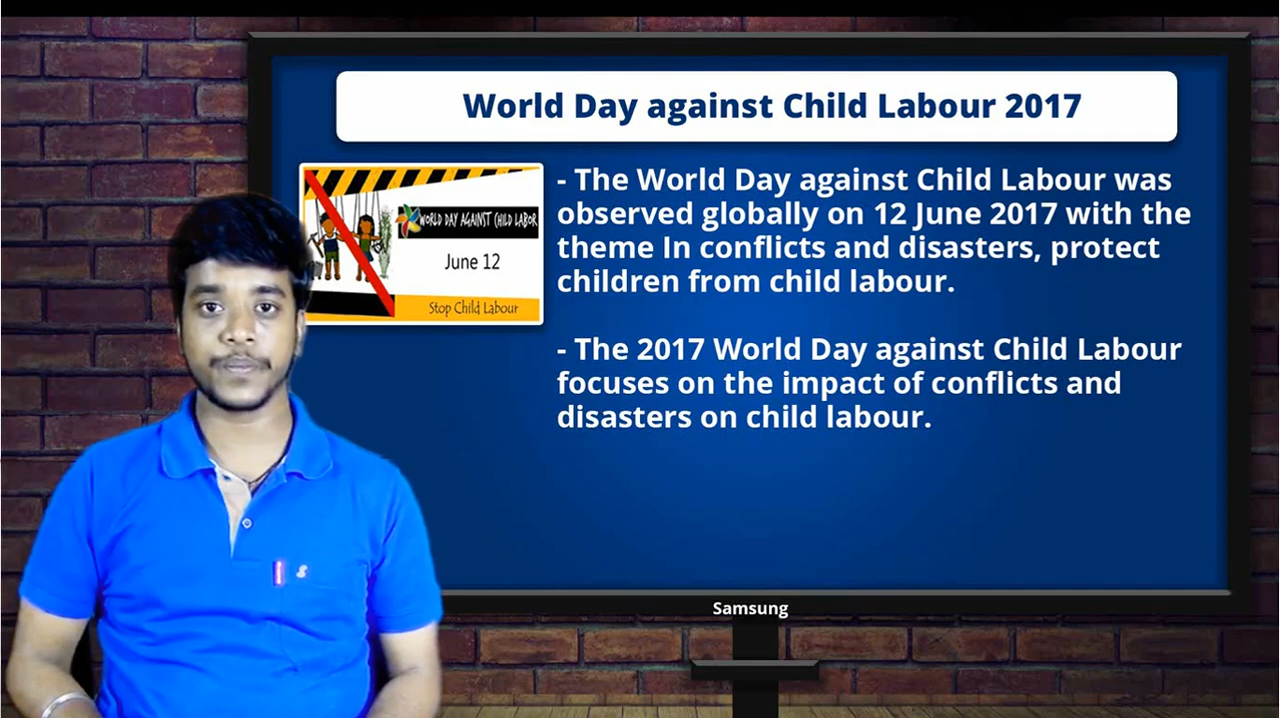 World Day against Child Labour 2017
WORLD DAY AGAINST CHILD LABOR
June 12
Stop Child Labour
- The World Day against Child Labour was
observed globally on 12 June 2017 with the
theme In conflicts and disasters, protect
children from child labour.
- The 2017 World Day against Child Labour
focuses on the impact of conflicts and
disasters on child labour.
Samsung